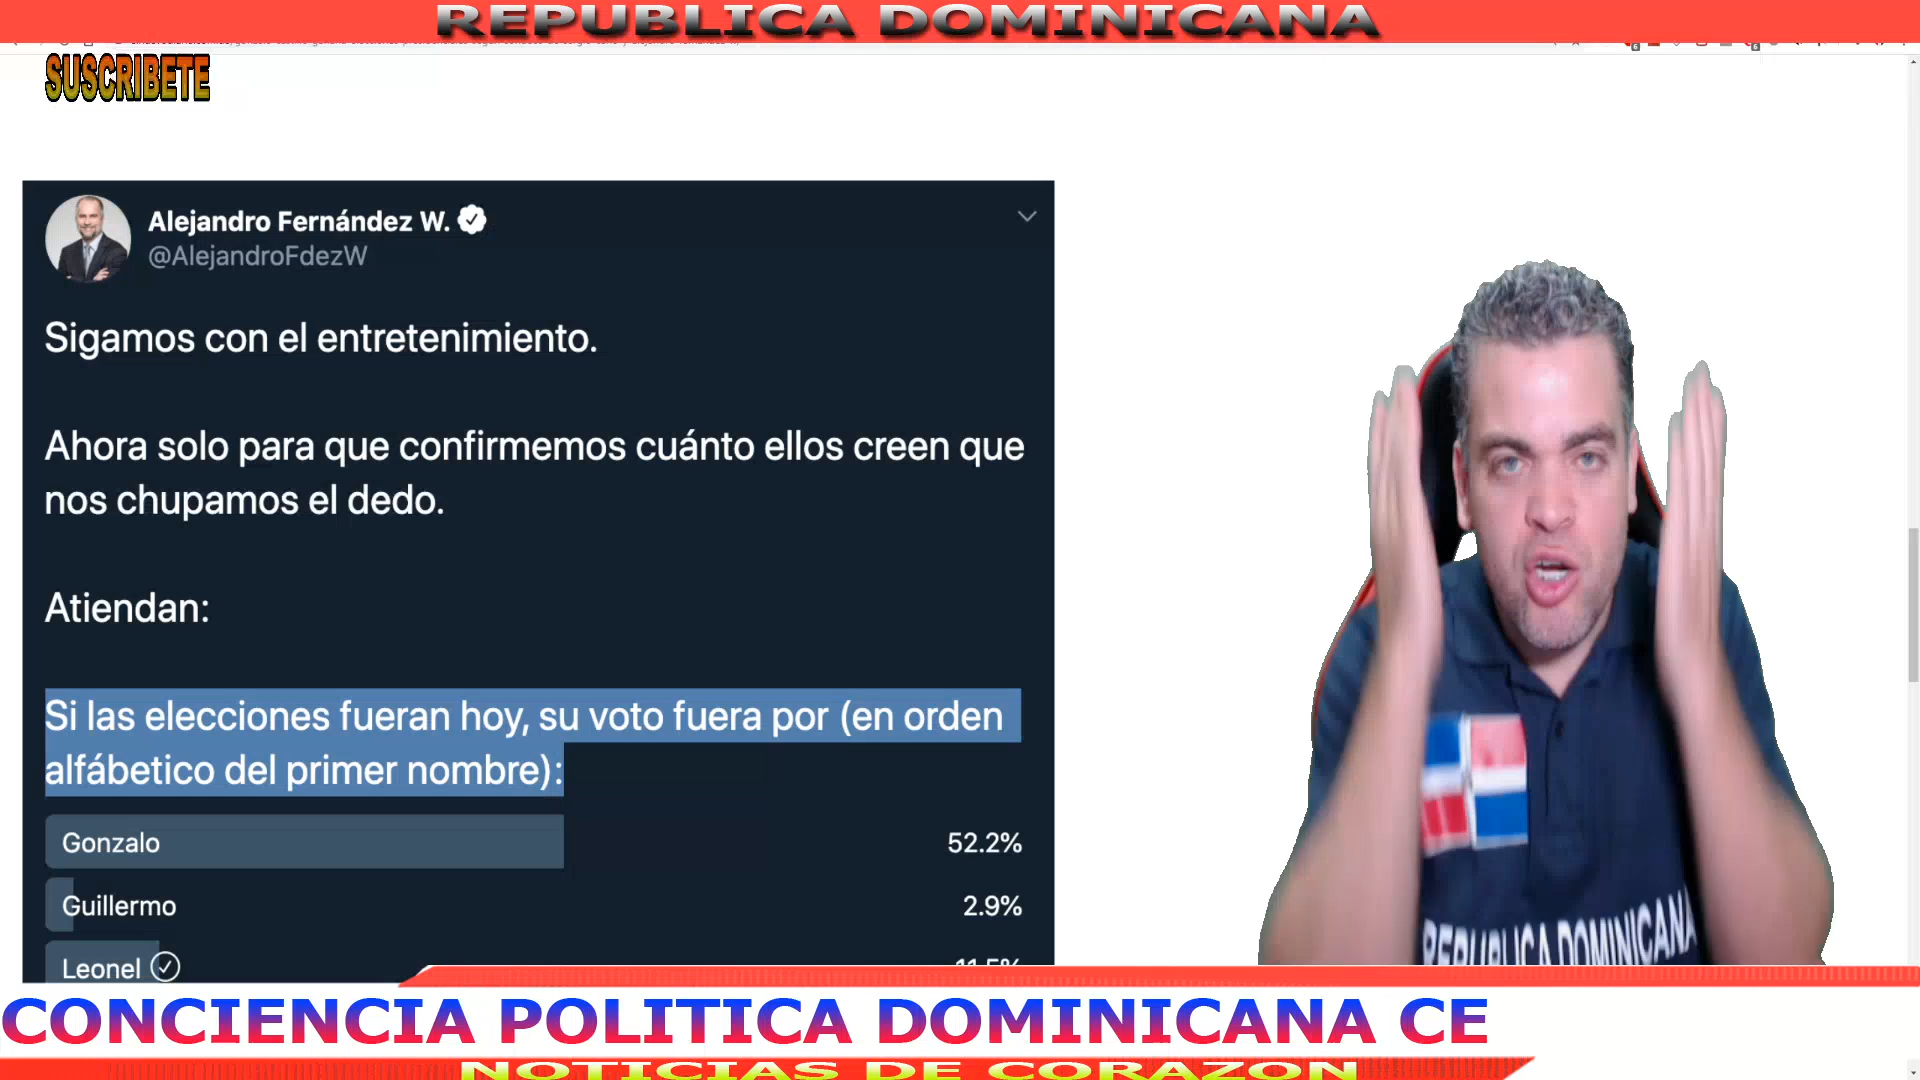 REPUBLICA DOMINICANA
SUSCRIBETE
Alejandro Fernández W.
@AlejandroFdezW
Sigamos con el entretenimiento.
Ahora solo para que confirmemos cuánto ellos creen que
nos chupamos el dedo.
Atiendan:
Si las elecciones fueran hoy, su voto fuera por (en orden
alfábetico del primer nombre):
Gonzalo 52.2%
Guillermo 2.9%
Leonel 11.5%
REPUBLICA DOMINICANA
CONCIENCIA POLITICA DOMINICANA CE
NOTICIAS DE CORAZON